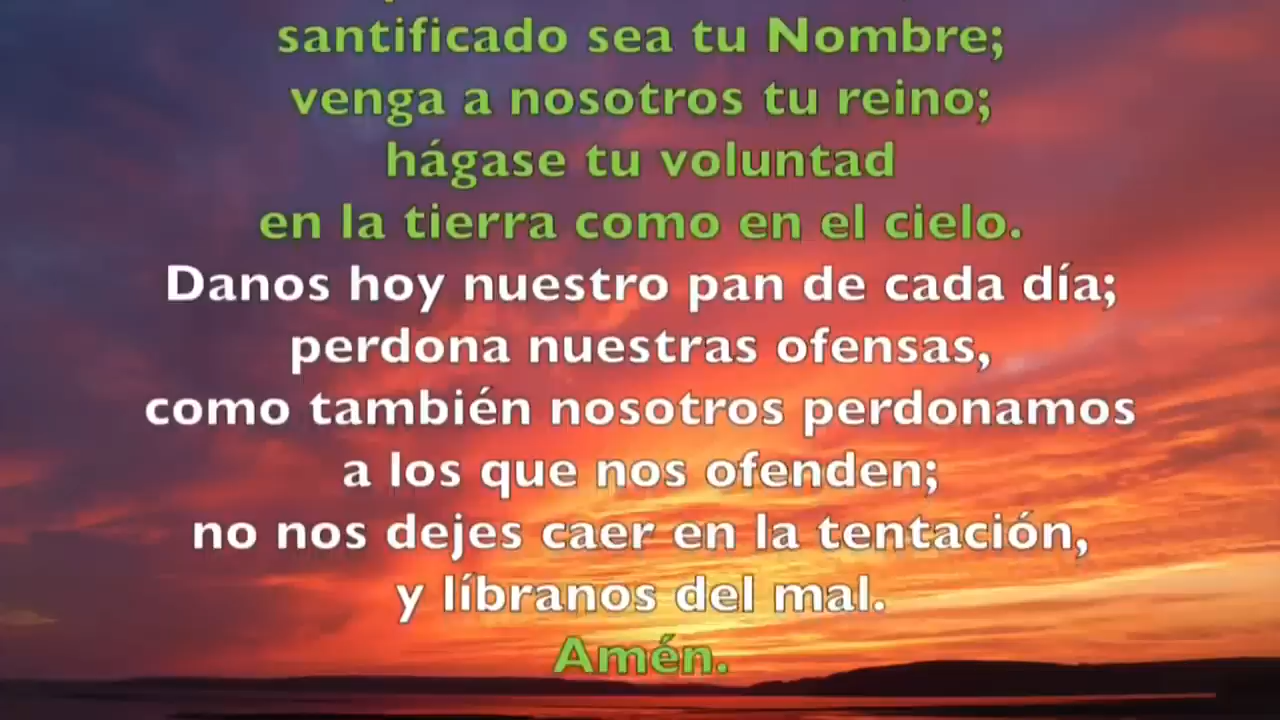 santificado sea tu Nombre;
venga a nosotros tu reino;
hágase tu voluntad
en la tierra como en el cielo.
Danos hoy nuestro pan de cada día;
perdona nuestras ofensas,
como también nosotros perdonamos
a los que nos ofenden;
no nos dejes caer en la tentación,
y líbranos del mal.
Amén.